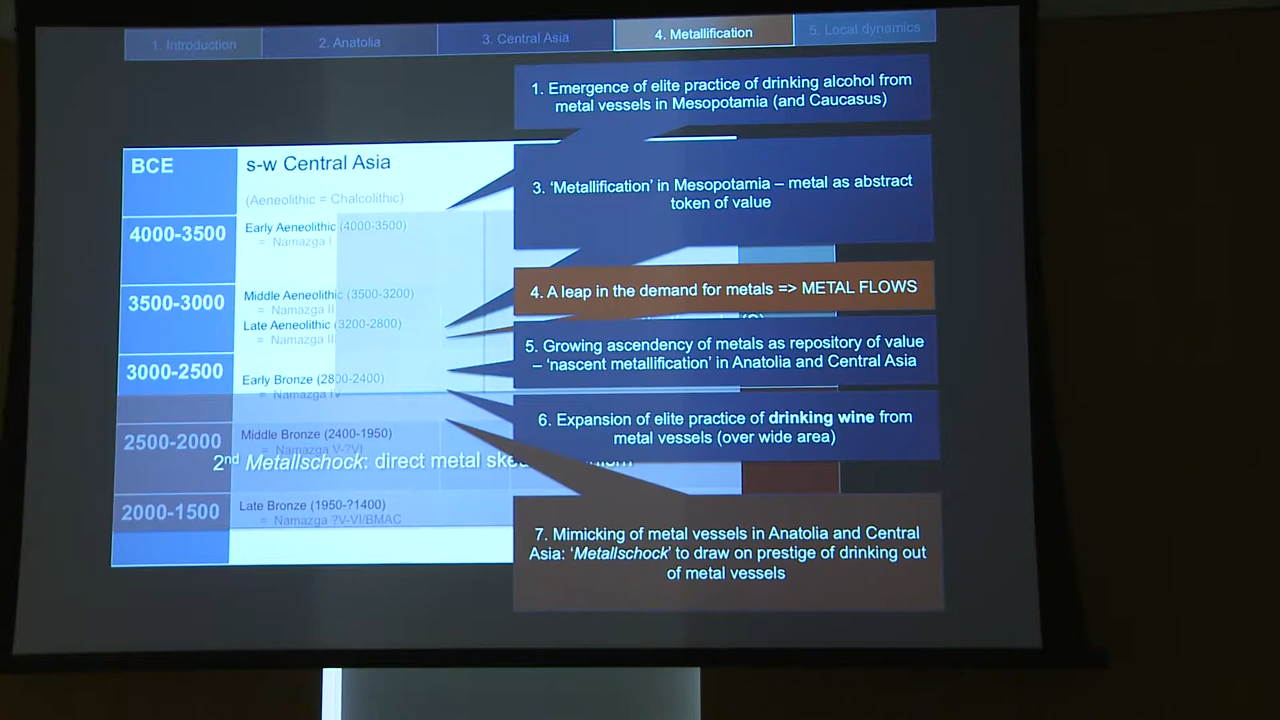 1. Introduction
2. Anatolia
3. Central Asia
4. Metallification
5. Local dynamics
1. Emergence of elite practice of drinking alcohol from
metal vessels in Mesopotamia (and Caucasus)
3. ‘Metallification’ in Mesopotamia – metal as abstract
token of value
4. A leap in the demand for metals => METAL FLOWS
5. Growing ascendency of metals as repository of value
– ‘nascent metallification’ in Anatolia and Central Asia
6. Expansion of elite practice of drinking wine from
metal vessels (over wide area)
7. Mimicking of metal vessels in Anatolia and Central
Asia: ‘Metallschock’ to draw on prestige of drinking out
of metal vessels
BCE
s-w Central Asia
(Aeneolithic = Chalcolithic)
4000-3500
Early Aeneolithic (4000-3500)
= Namazga I
3500-3000
Middle Aeneolithic (3500-3200)
= Namazga II
Late Aeneolithic (3200-2800)
= Namazga III
3000-2500
Early Bronze (2800-2400)
= Namazga IV
2500-2000
Middle Bronze (2400-1950)
= Namazga V-?VI
2nd Metallschock: direct metal
2000-1500
Late Bronze (1950-?1400)
= Namazga ?V-VI/BMAC